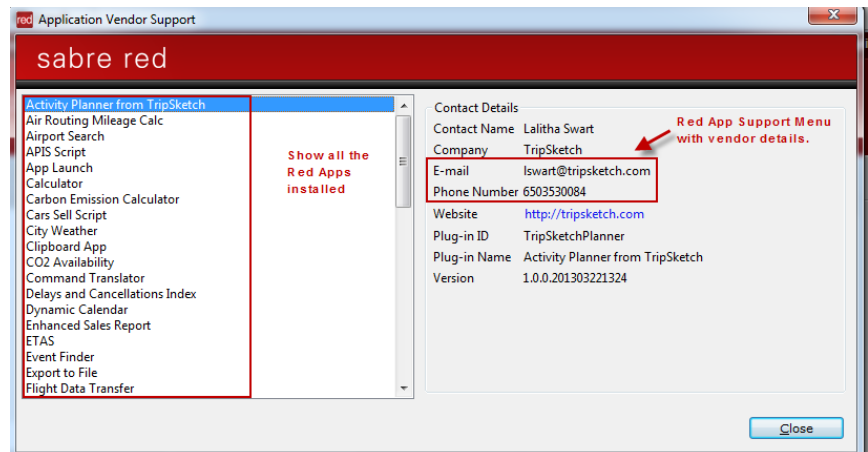 red Application Vendor Support
sabre red
Activity Planner from TripSketch
Air Routing Mileage Calc
Airport Search
APIS Script
App Launch
Calculator
Carbon Emission Calculator
Cars Sell Script
City Weather
Clipboard App
CO2 Availability
Command Translator
Delays and Cancellations Index
Dynamic Calendar
Enhanced Sales Report
ETAS
Event Finder
Export to File
Flight Data Transfer
Show all the
Red Apps
installed
Contact Details
Contact Name Lalitha Swart
Company TripSketch
E-mail lswart@tripsketch.com
Phone Number 6503530084
Website http://tripsketch.com
Plug-in ID TripSketchPlanner
Plug-in Name Activity Planner from TripSketch
Version 1.0.0.201303221324
Red App Support Menu
with vendor details.
Close